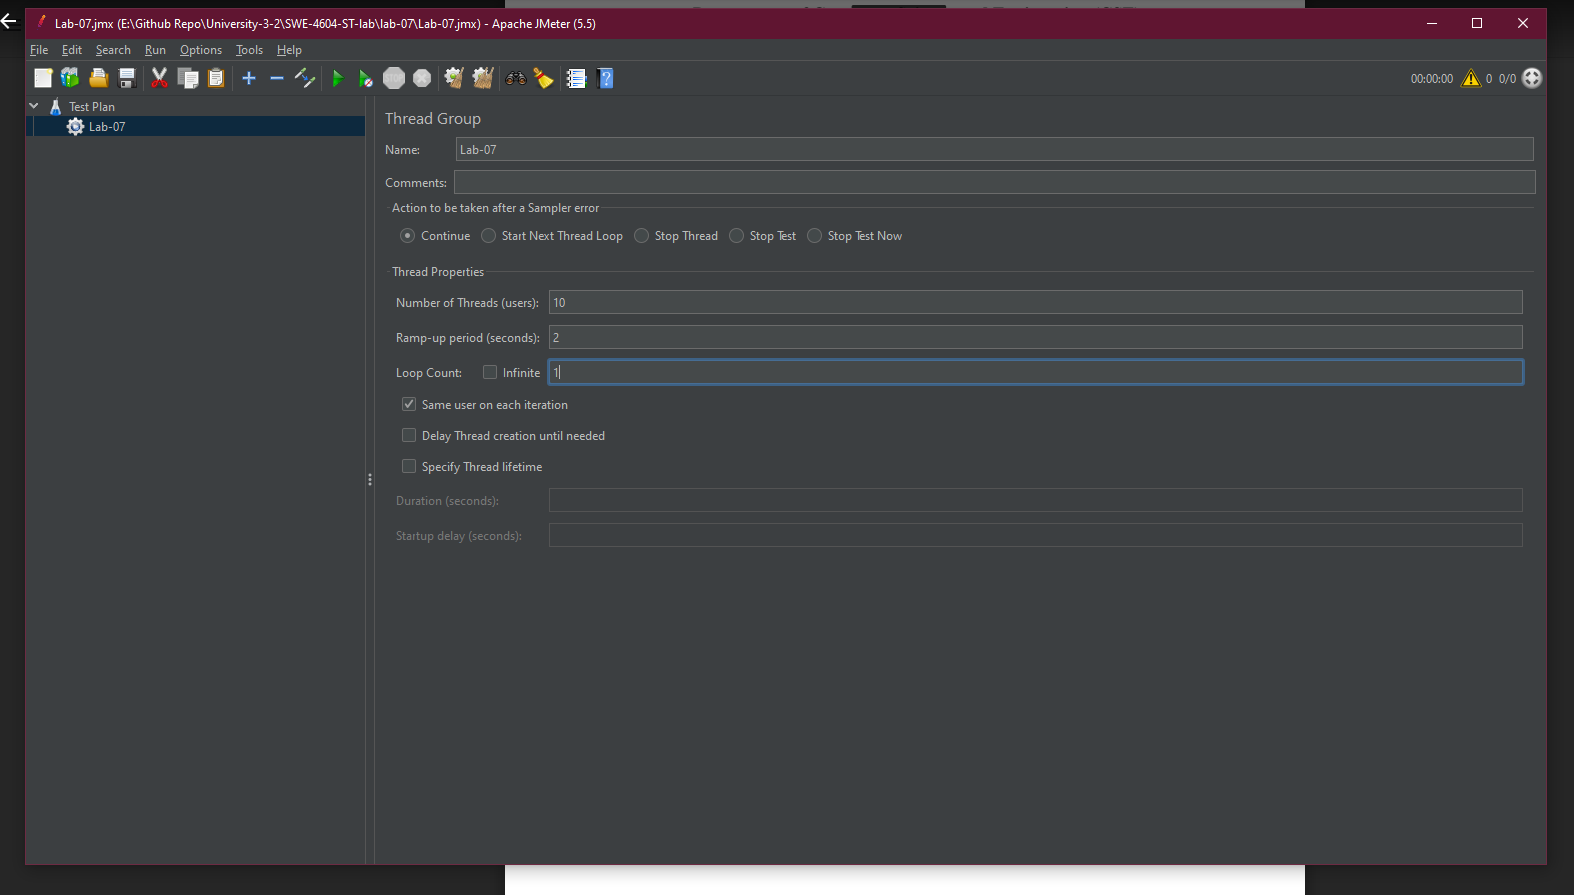 Lab-07.jmx (E:\Github Repo\University-3-2\SWE-4604-ST-lab\lab-07\Lab-07.jmx) - Apache JMeter (5.5)
File Edit Search Run Options Tools Help
00:00:00 0 0/0
Test Plan
Lab-07
Thread Group
Name: Lab-07
Comments:
Action to be taken after a Sampler error
Continue Start Next Thread Loop Stop Thread Stop Test Stop Test Now
Thread Properties
Number of Threads (users): 10
Ramp-up period (seconds): 2
Loop Count: Infinite 1
Same user on each iteration
Delay Thread creation until needed
Specify Thread lifetime
Duration (seconds):
Startup delay (seconds):